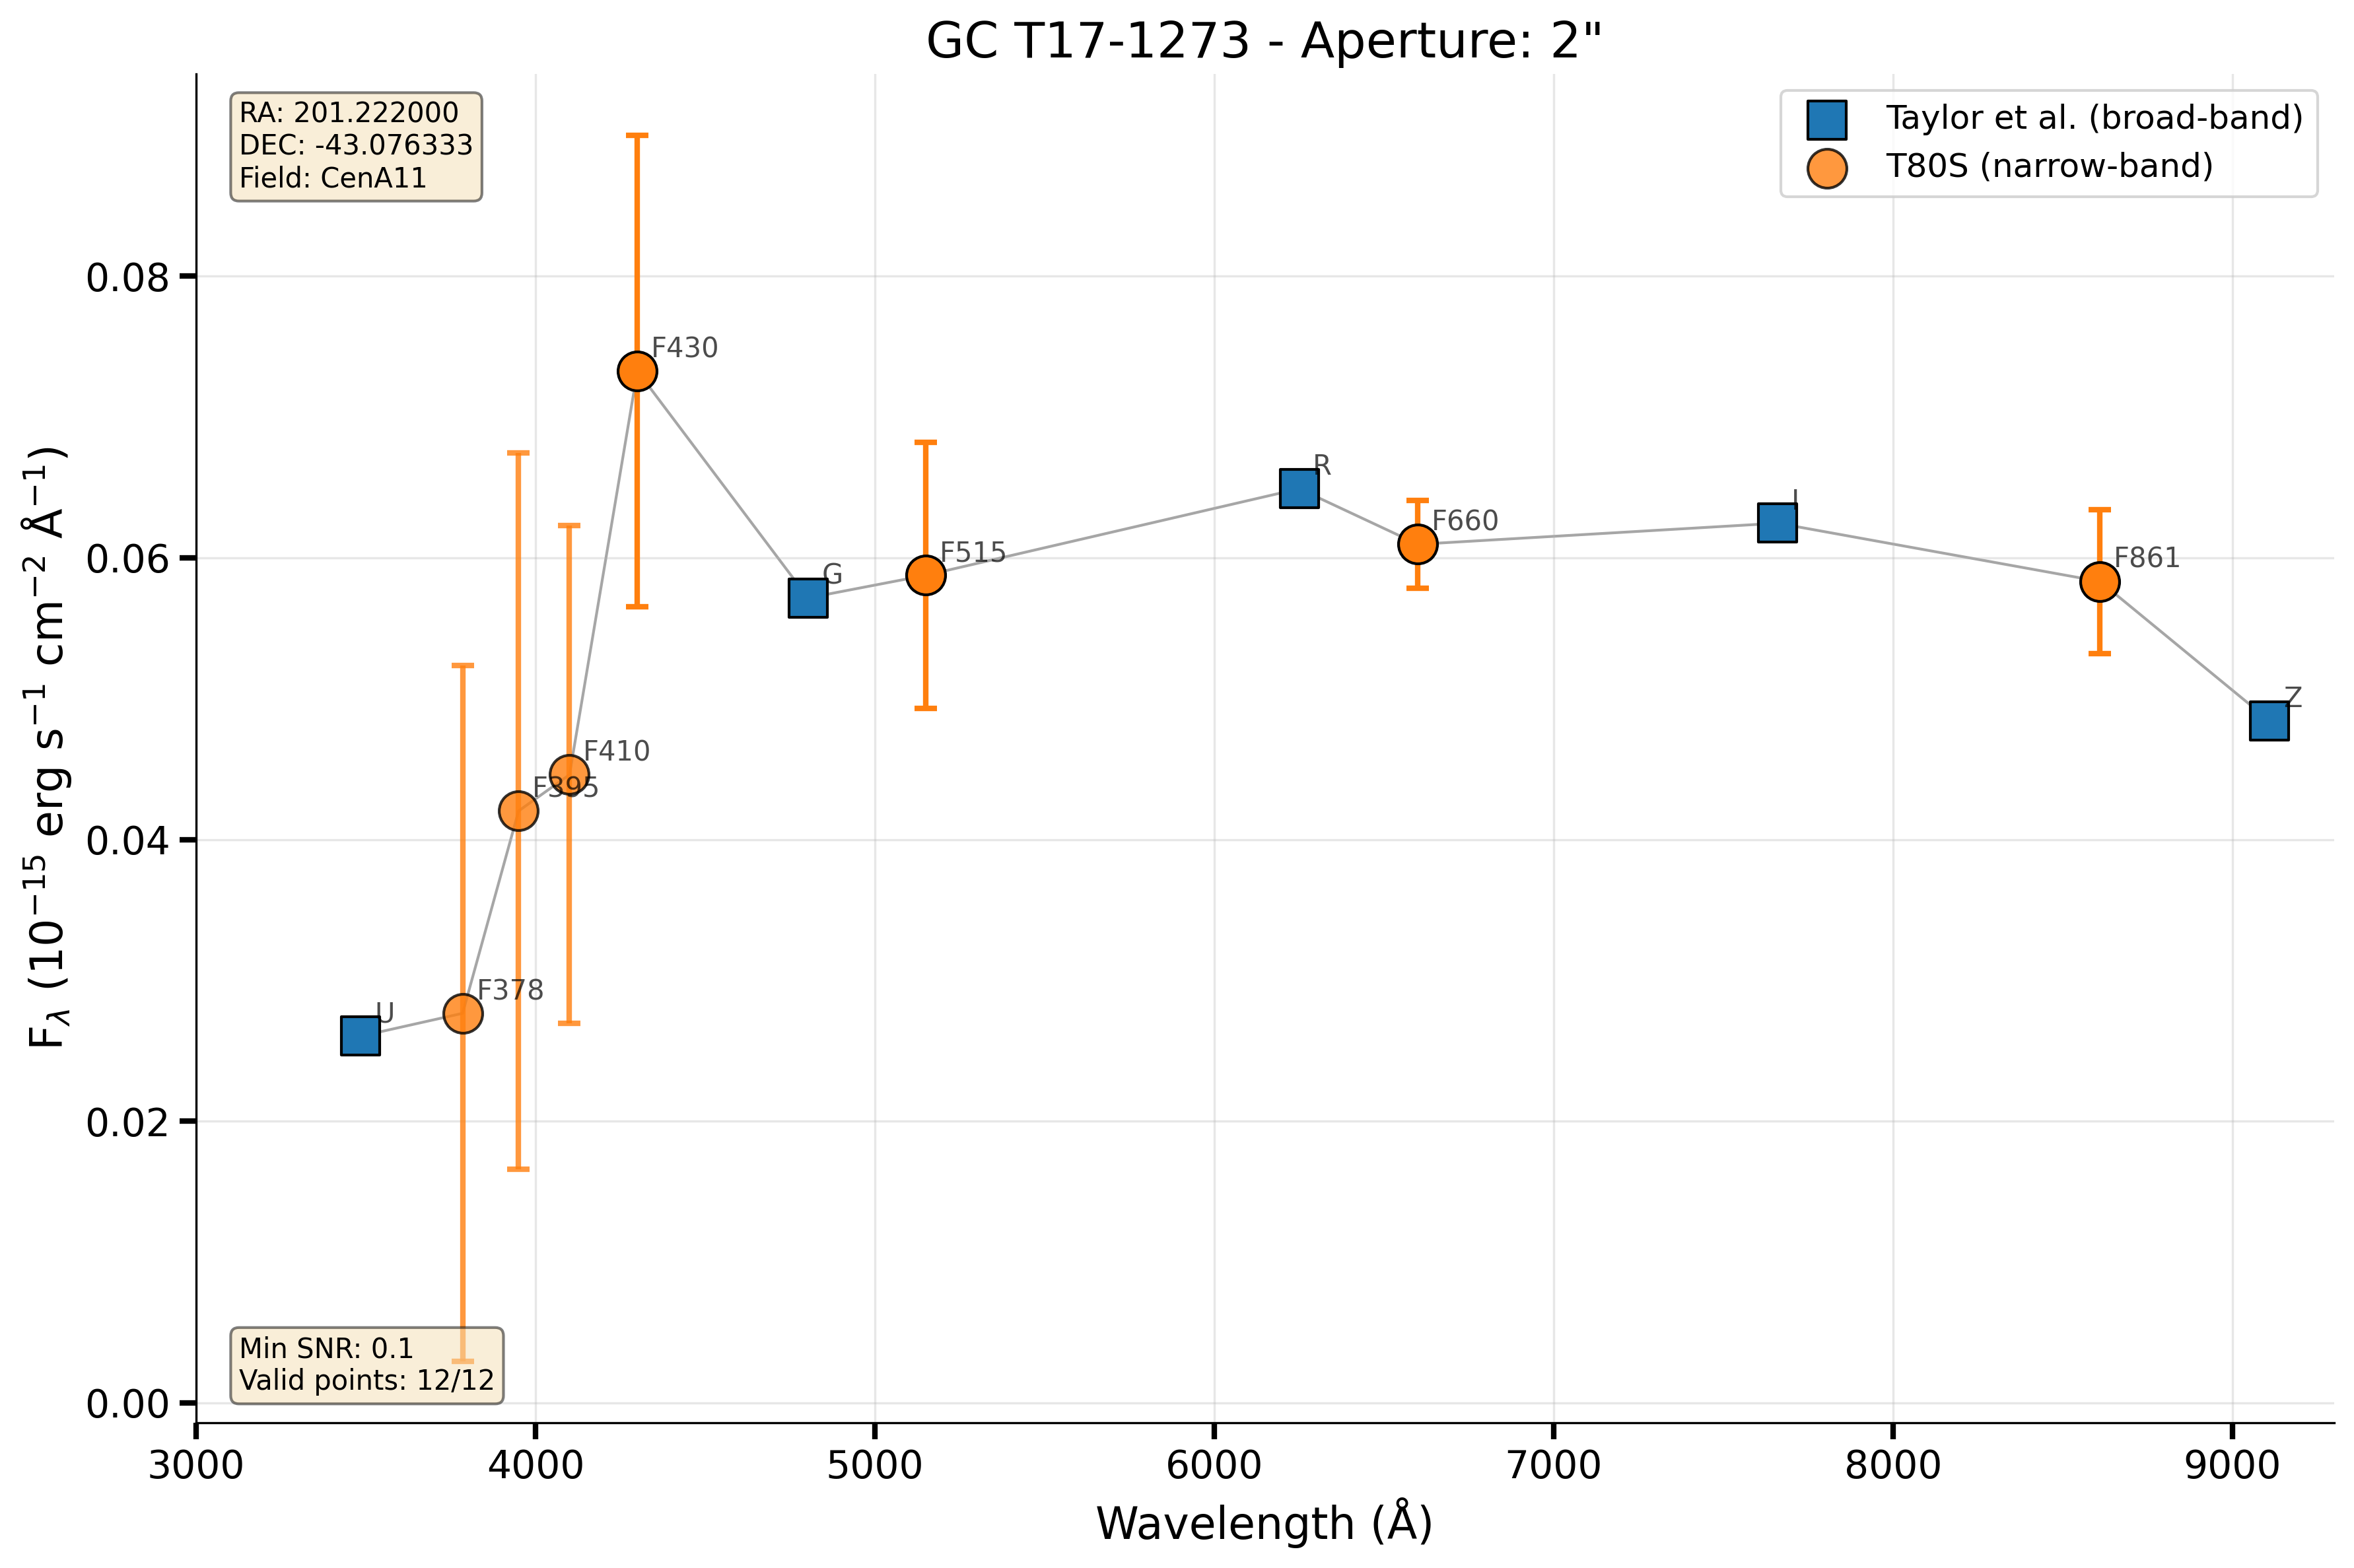 GC T17-1273 - Aperture: 2"
RA: 201.222000
DEC: -43.076333
Field: CenA11
Taylor et al. (broad-band)
T80S (narrow-band)
0.08
0.06
0.04
0.02
0.00
F_λ (10⁻¹⁵ erg s⁻¹ cm⁻² Å⁻¹)
U
F378
F395
F410
F430
G
F515
R
F660
I
F861
Z
Min SNR: 0.1
Valid points: 12/12
3000 4000 5000 6000 7000 8000 9000
Wavelength (Å)